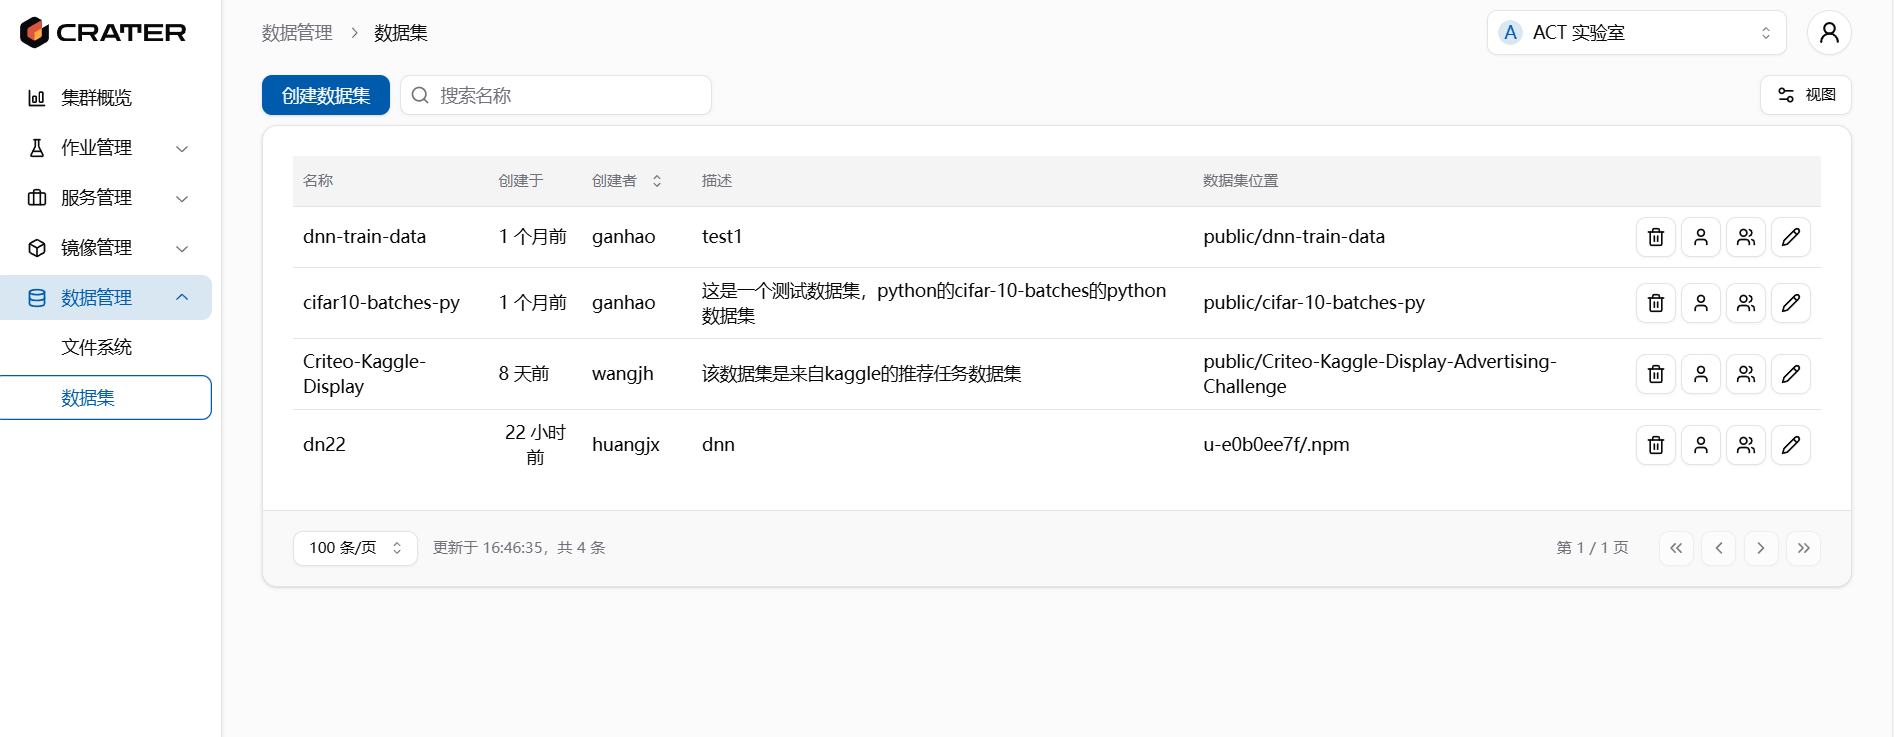 CRATER
数据管理 > 数据集
A ACT 实验室
集群概览
作业管理
服务管理
镜像管理
数据管理
文件系统
数据集
创建数据集
搜索名称
视图
名称 创建于 创建者 描述 数据集位置
dnn-train-data 1 个月前 ganhao test1 public/dnn-train-data
cifar10-batches-py 1 个月前 ganhao 这是一个测试数据集，python的cifar-10-batches的python
数据集
public/cifar-10-batches-py
Criteo-Kaggle-
Display
8 天前 wangjh 该数据集是来自kaggle的推荐任务数据集
public/Criteo-Kaggle-Display-Advertising-
Challenge
dn22
22 小时
前
huangjx dnn u-e0b0ee7f/.npm
100 条/页 更新于 16:46:35，共 4 条
第 1 / 1 页